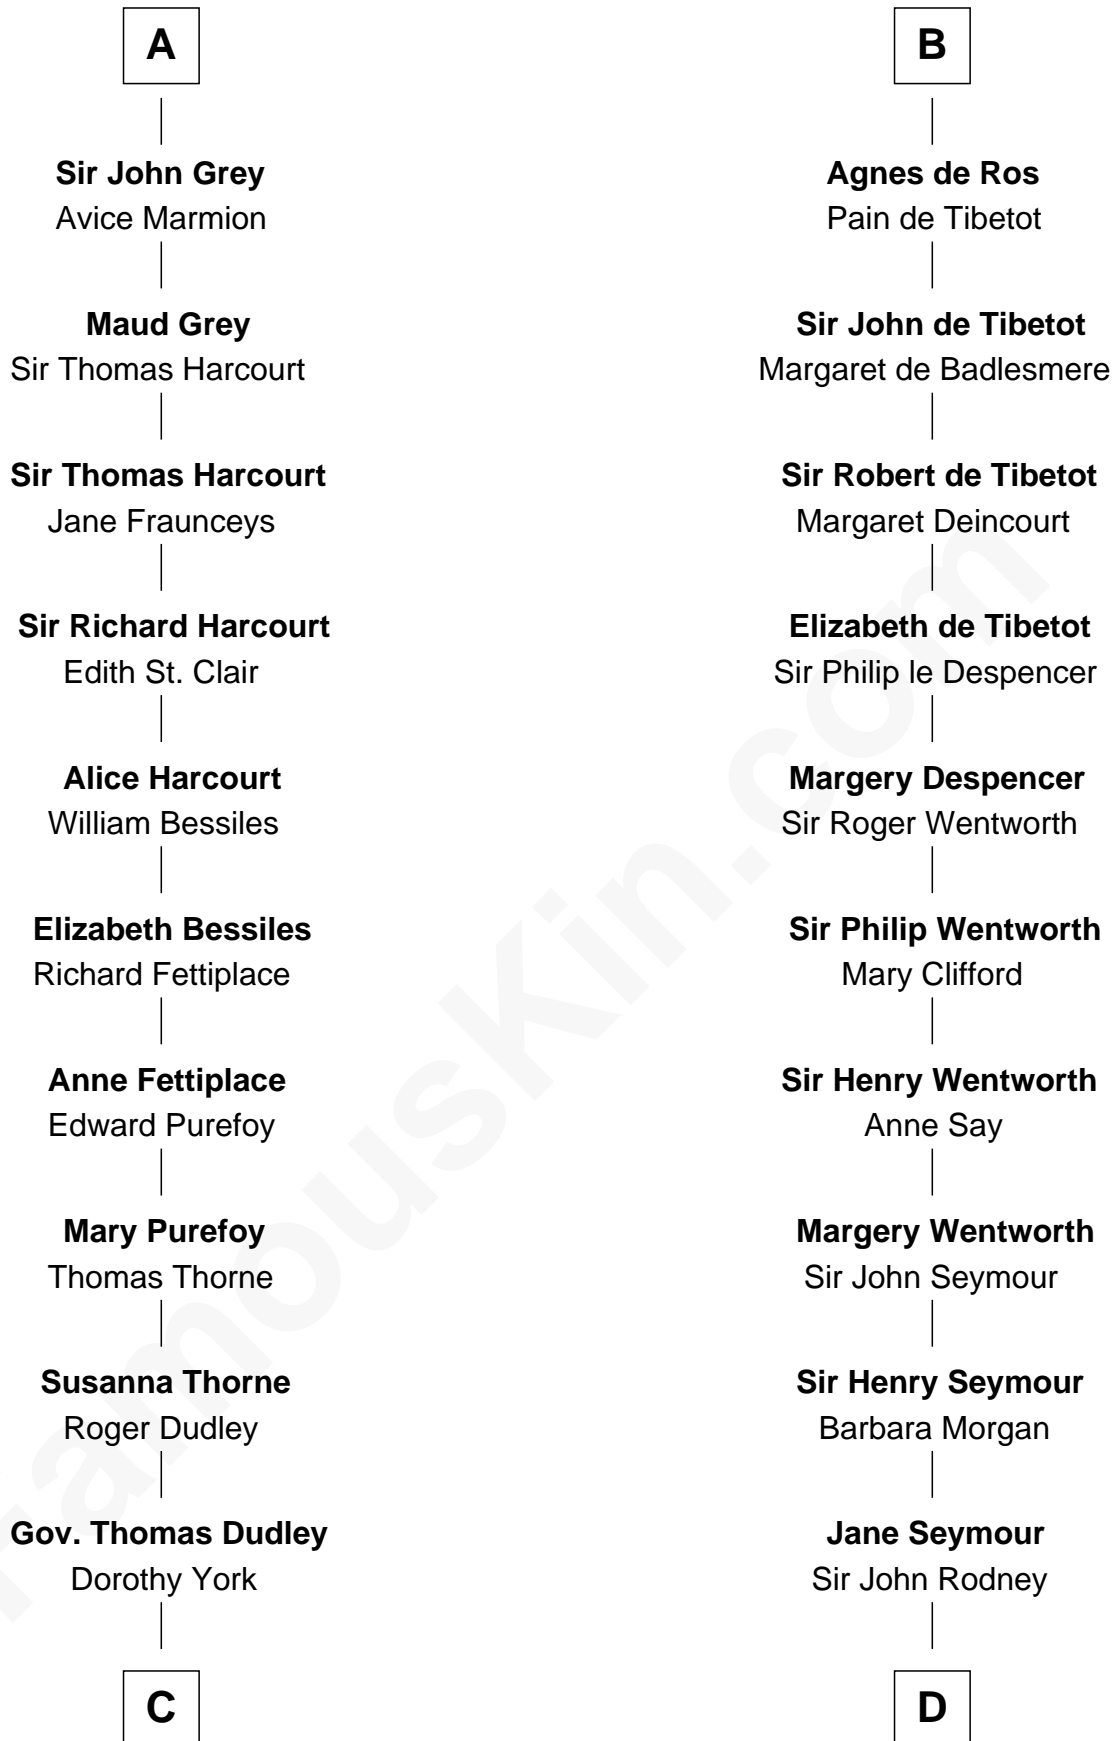 A
Sir John Grey
Avice Marmion
Maud Grey
Sir Thomas Harcourt
Sir Thomas Harcourt
Jane Fraunceys
Sir Richard Harcourt
Edith St. Clair
Alice Harcourt
William Bessiles
Elizabeth Bessiles
Richard Fettiplace
Anne Fettiplace
Edward Purefoy
Mary Purefoy
Thomas Thorne
Susanna Thorne
Roger Dudley
Gov. Thomas Dudley
Dorothy York
C
B
Agnes de Ros
Pain de Tibetot
Sir John de Tibetot
Margaret de Badlesmere
Sir Robert de Tibetot
Margaret Deincourt
Elizabeth de Tibetot
Sir Philip le Despencer
Margery Despencer
Sir Roger Wentworth
Sir Philip Wentworth
Mary Clifford
Sir Henry Wentworth
Anne Say
Margery Wentworth
Sir John Seymour
Sir Henry Seymour
Barbara Morgan
Jane Seymour
Sir John Rodney
D
FamousKin.com